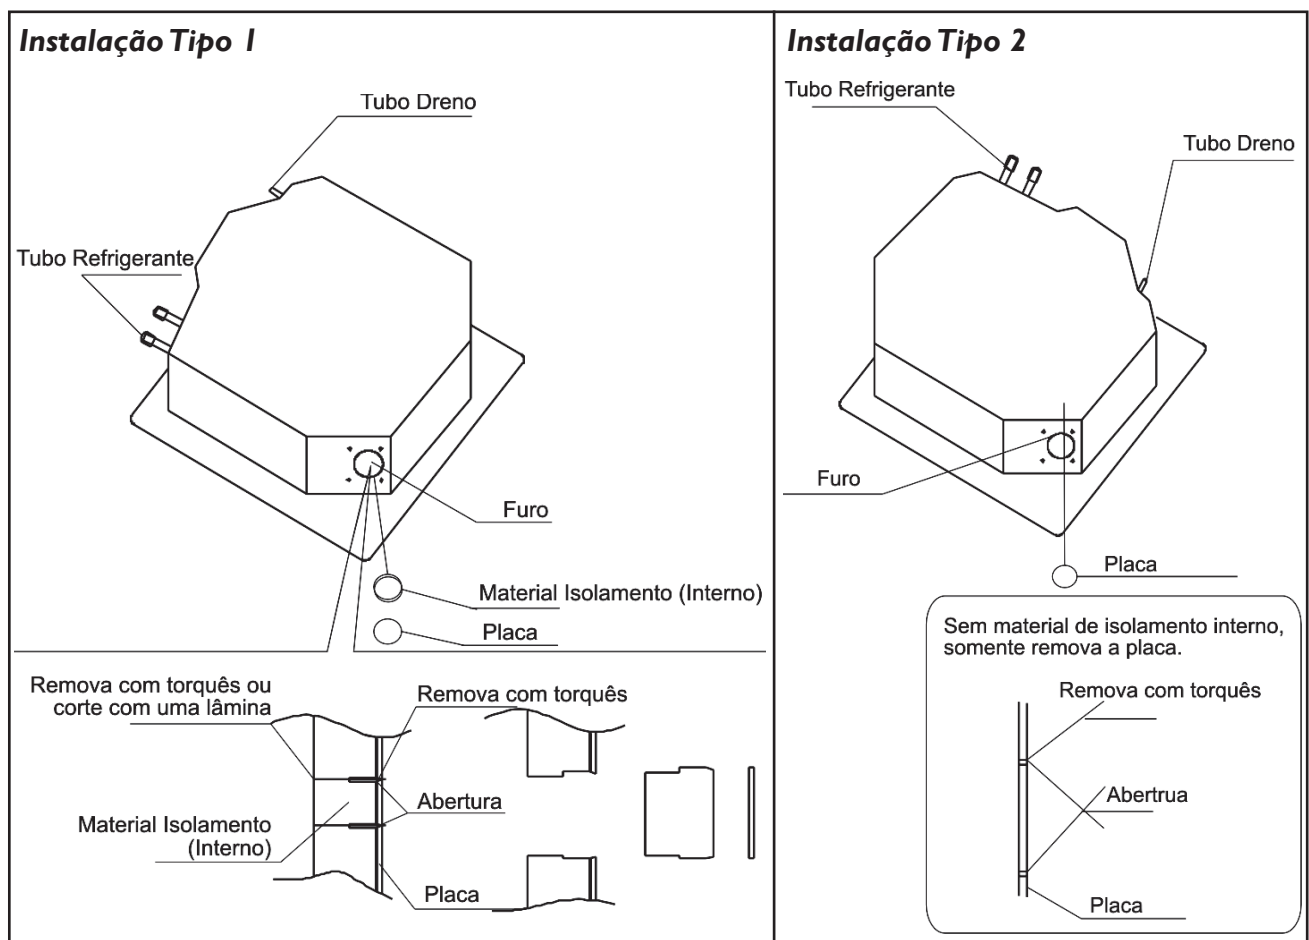 Instalação Tipo 1
Tubo Dreno
Tubo Refrigerante
Furo
Material Isolamento (Interno)
Placa
Remova com torquês ou
corte com uma lâmina
Remova com torquês
Abertura
Material Isolamento
(Interno)
Placa
Instalação Tipo 2
Tubo Refrigerante
Tubo Dreno
Furo
Placa
Sem material de isolamento interno,
somente remova a placa.
Remova com torquês
Abertrua
Placa